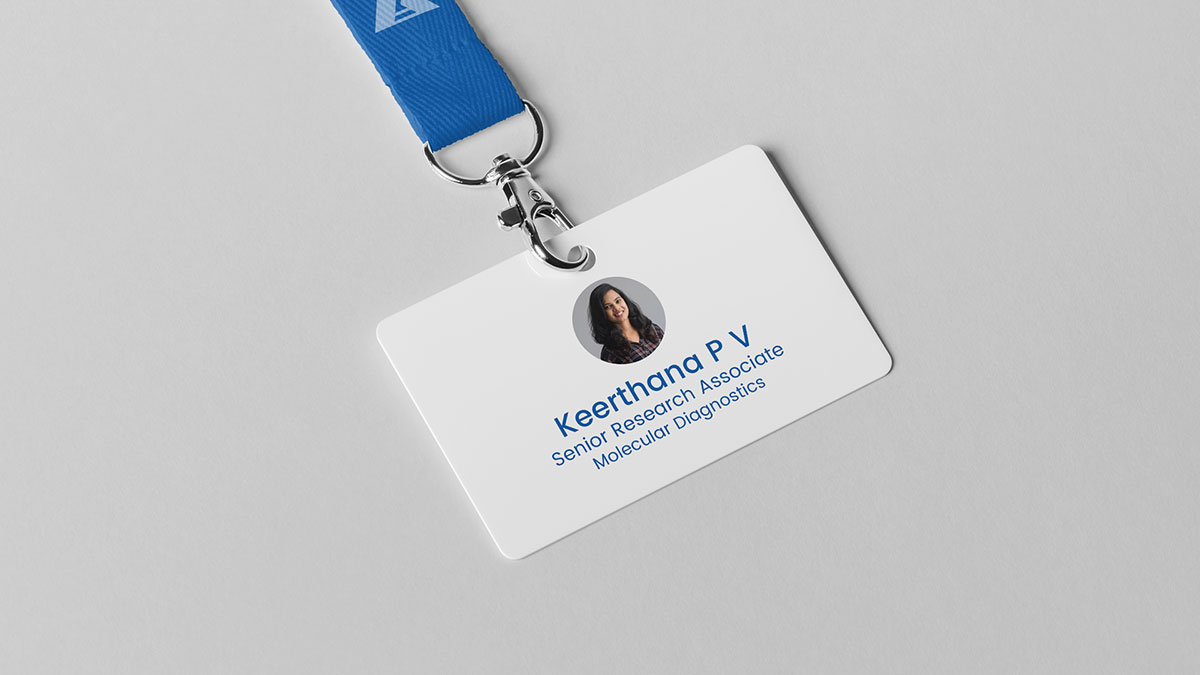 Keerthana P V
Senior Research Associate
Molecular Diagnostics